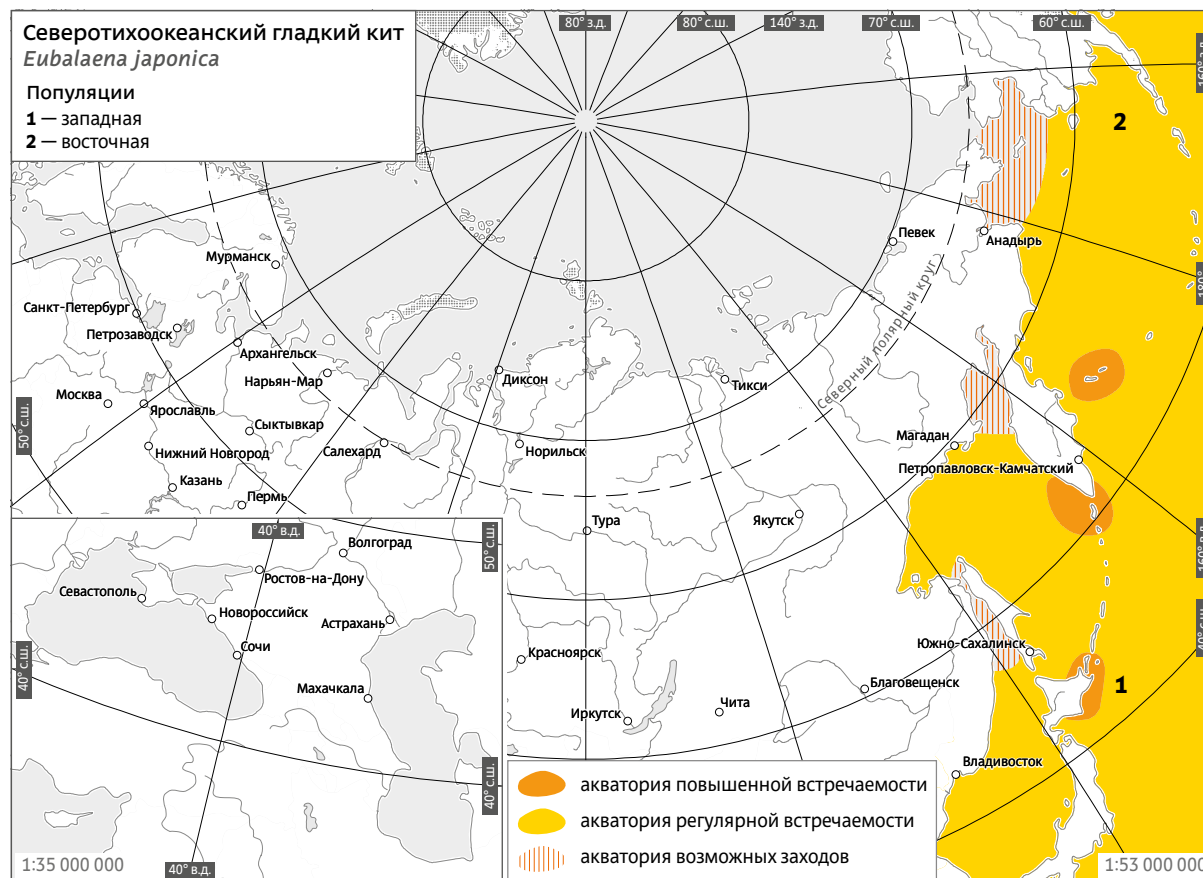 Северотихоокеанский гладкий кит
Eubalaena japonica
Популяции
1 — западная
2 — восточная
80° з.д.
80° с.ш.
140° з.д.
70° с.ш.
60° с.ш.
160° з.д.
2
Певек
Анадырь
Мурманск
180°
Северный полярный круг
Санкт-Петербург
Петрозаводск
Архангельск
Нарьян-Мар
Диксон
Тикси
Москва
Ярославль
50° с.ш.
Сыктывкар
Нижний Новгород
Салехард
Норильск
Магадан
Петропавловск-Камчатский
Казань
Пермь
Тура
Якутск
160° в.д.
40° в.д.
50° с.ш.
Волгоград
Ростов-на-Дону
Севастополь
Новороссийск
Астрахань
Сочи
40° с.ш.
Махачкала
40° с.ш.
Красноярск
Южно-Сахалинск
40° с.ш.
1
Благовещенск
Иркутск
Чита
Владивосток
40° в.д.
1:35 000 000
акватория повышенной встречаемости
акватория регулярной встречаемости
акватория возможных заходов
1:53 000 000